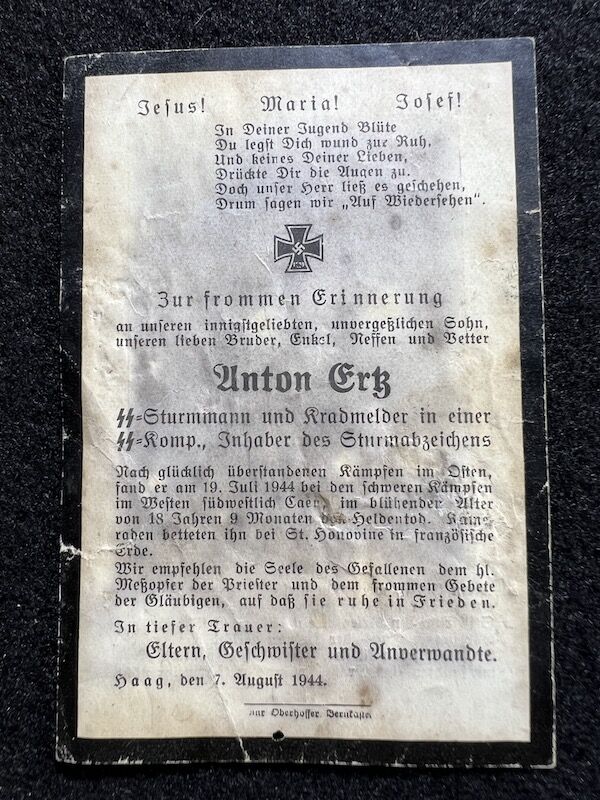 Jesus! Maria! Josef!
In Deiner Jugend Blüte
Du legst Dich wund zur Ruh,
Und keines Deiner Lieben,
Drückte Dir die Augen zu.
Doch unser Herr ließ es geschehen,
Drum sagen wir „Auf Wiedersehen".
Zur frommen Erinnerung
an unseren innigstgeliebten, unvergeßlichen Sohn,
unseren lieben Bruder, Enkel, Neffen und Vetter
Anton Ertz
SS-Sturmmann und Kradmelder in einer
SS-Komp., Inhaber des Sturmabzeichens
Nach glücklich überstandenen Kämpfen im Osten,
fand er am 19. Juli 1944 bei den schweren Kämpfen
im Westen südwestlich Caen, im blühender Alter
von 18 Jahren 9 Monaten den Heldentod. Kame-
raden betteten ihn bei St. Honovine in französische
Erde.
Wir empfehlen die Seele des Gefallenen dem hl.
Meßopfer der Priester und dem frommen Gebete
der Gläubigen, auf daß sie ruhe in Frieden.
In tiefer Trauer:
Eltern, Geschwister und Anverwandte.
Haag, den 7. August 1944.
Oberhoffer